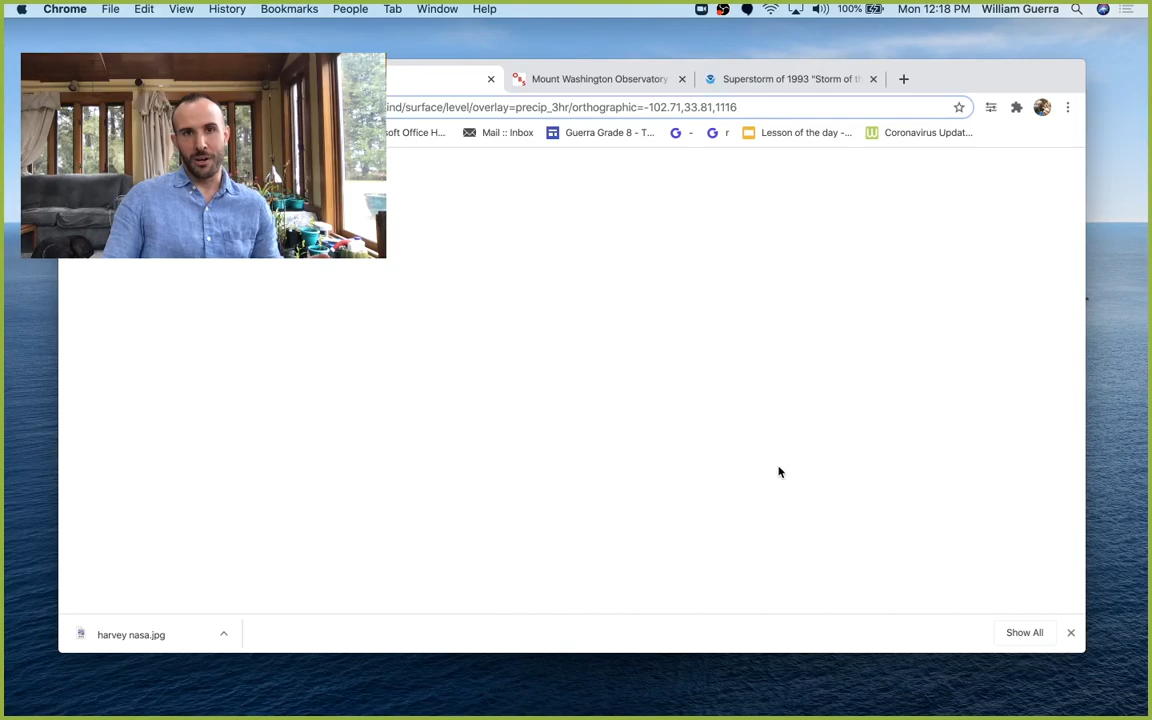 Chrome File Edit View History Bookmarks People Tab Window Help 100% Mon 12:18 PM William Guerra
Mount Washington Observatory Superstorm of 1993 "Storm of th
ind/surface/level/overlay=precip_3hr/orthographic=-102.71,33.81,1116
soft Office H... Mail :: Inbox Guerra Grade 8 - T... - r Lesson of the day -... Coronavirus Updat...
harvey nasa.jpg Show All